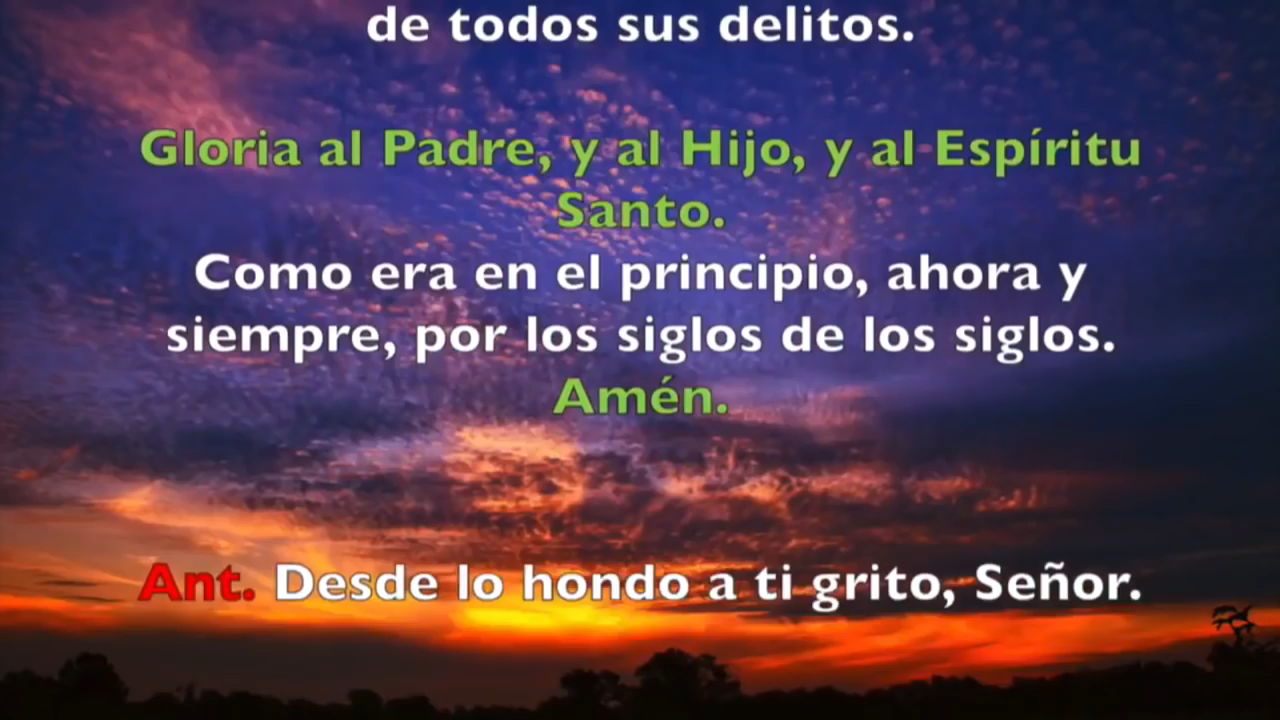 de todos sus delitos.
Gloria al Padre, y al Hijo, y al Espíritu
Santo.
Como era en el principio, ahora y
siempre, por los siglos de los siglos.
Amén.
Ant. Desde lo hondo a ti grito, Señor.